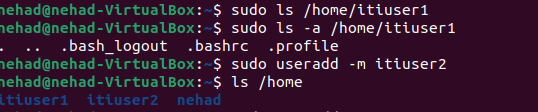 nehad@nehad-VirtualBox:~$ sudo ls /home/itiuser1
nehad@nehad-VirtualBox:~$ sudo ls -a /home/itiuser1
.  ..  .bash_logout  .bashrc  .profile
nehad@nehad-VirtualBox:~$ sudo useradd -m itiuser2
nehad@nehad-VirtualBox:~$ ls /home
itiuser1  itiuser2  nehad